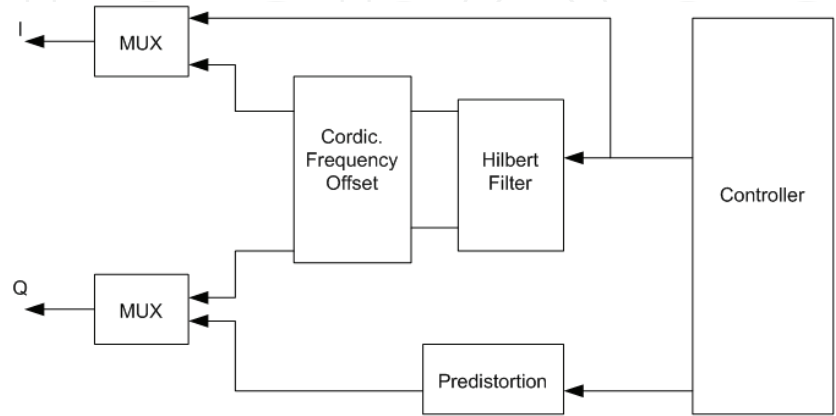 I
MUX
Cordic.
Frequency
Offset
Hilbert
Filter
Controller
Q
MUX
Predistortion